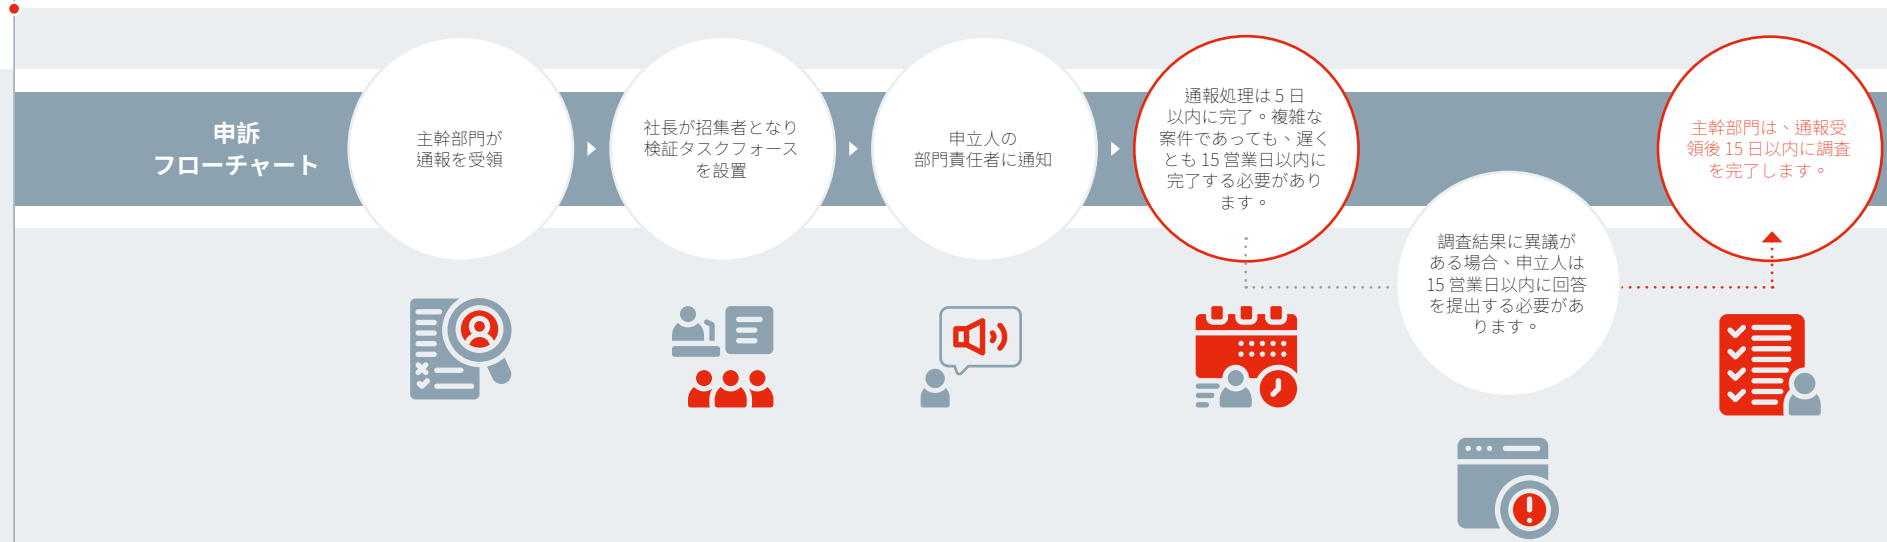 申訴
フローチャート
主幹部門が
通報を受領
社長が招集者となり
検証タスクフォース
を設置
申立人の
部門責任者に通知
通報処理は 5 日
以内に完了。複雑な
案件であっても、遅く
とも 15 営業日以内に
完了する必要があり
ます。
調査結果に異議が
ある場合、申立人は
15 営業日以内に回答
を提出する必要があ
ります。
主幹部門は、通報受
領後 15 日以内に調査
を完了します。